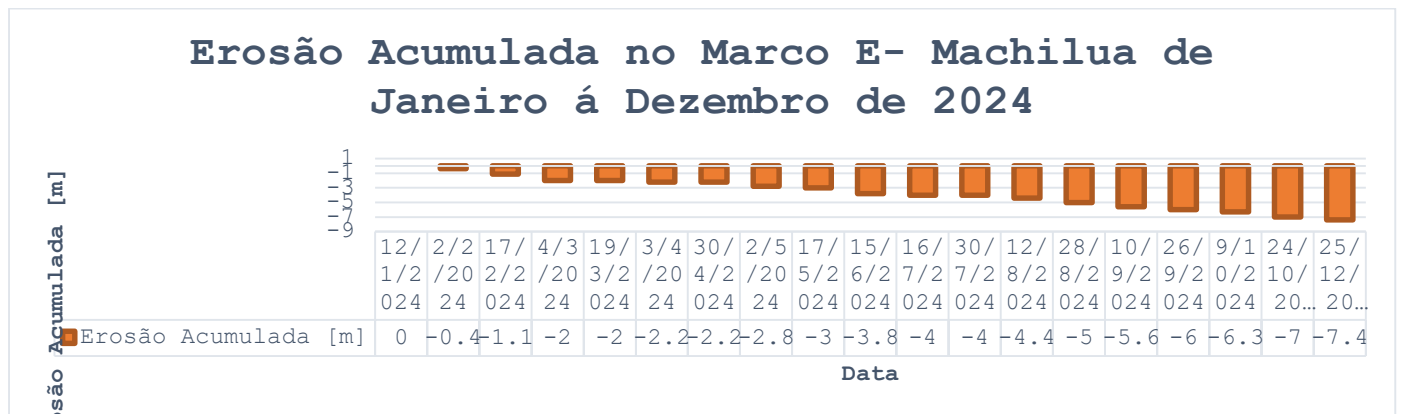 Erosão Acumulada no Marco E- Machilua de
Janeiro á Dezembro de 2024
osão Acumulada [m]
1
-1
-3
-5
-7
-9
12/1/2024 2/2/2024 17/2/2024 4/3/2024 19/3/2024 3/4/2024 30/4/2024 2/5/2024 17/5/2024 15/6/2024 16/7/2024 30/7/2024 12/8/2024 28/8/2024 10/9/2024 26/9/2024 9/10/2024 24/10/20… 25/12/20…
Erosão Acumulada [m] 0 -0.4 -1.1 -2 -2 -2.2 -2.2 -2.8 -3 -3.8 -4 -4 -4.4 -5 -5.6 -6 -6.3 -7 -7.4
Data